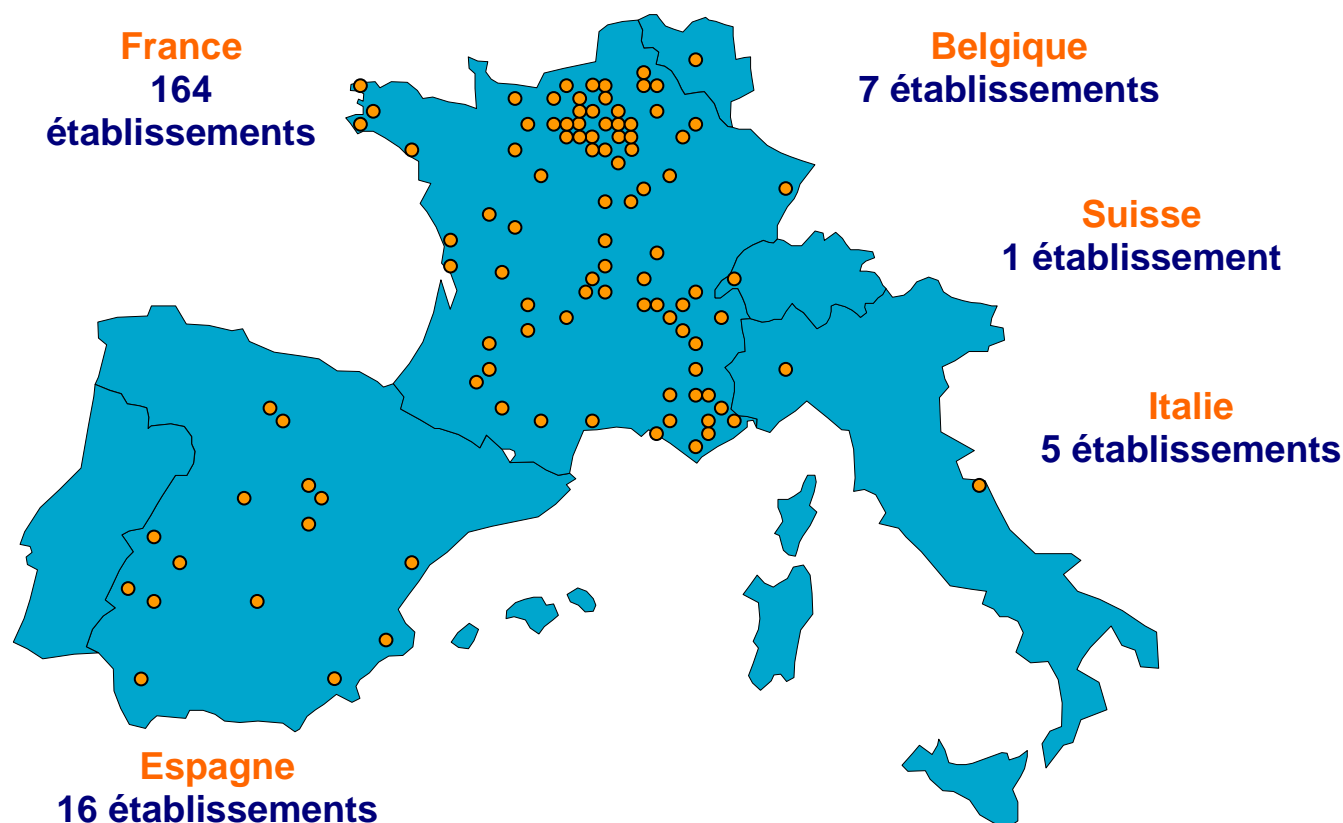 France
164
établissements
Belgique
7 établissements
Suisse
1 établissement
Italie
5 établissements
Espagne
16 établissements